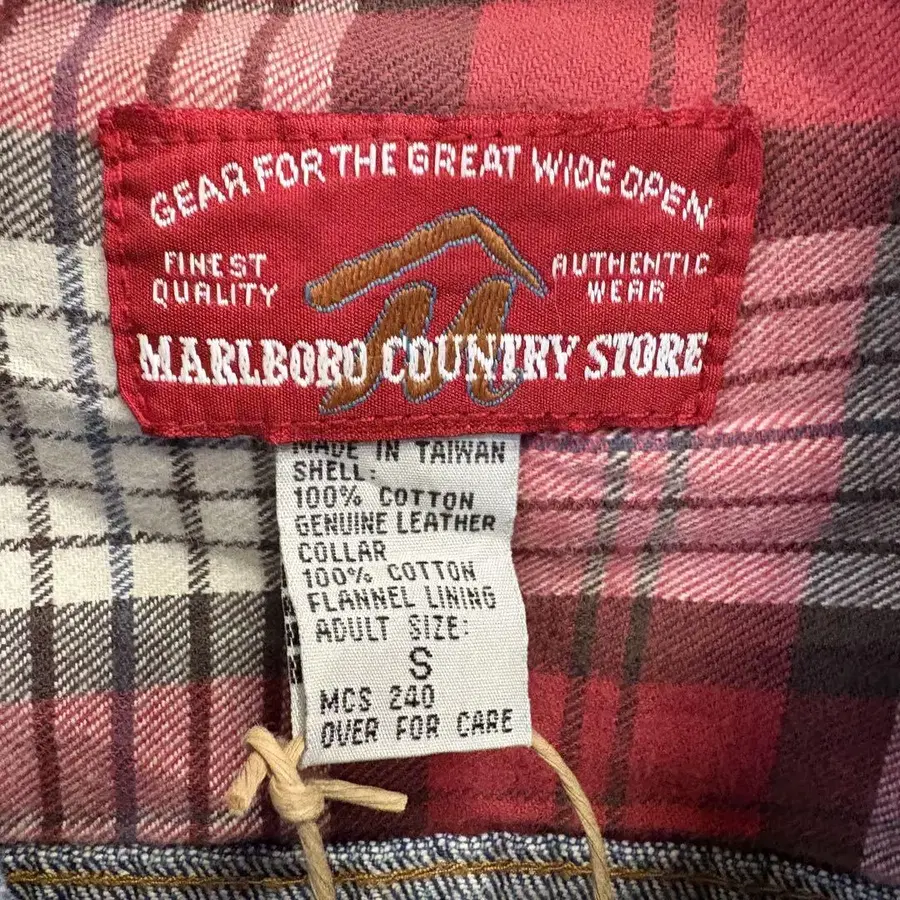 GEAR FOR THE GREAT WIDE OPEN
FINEST
QUALITY
AUTHENTIC
WEAR
MARLBORO COUNTRY STORE
MADE IN TAIWAN
SHELL:
100% COTTON
GENUINE LEATHER
COLLAR
100% COTTON
FLANNEL LINING
ADULT SIZE:
S
MCS 240
OVER FOR CARE